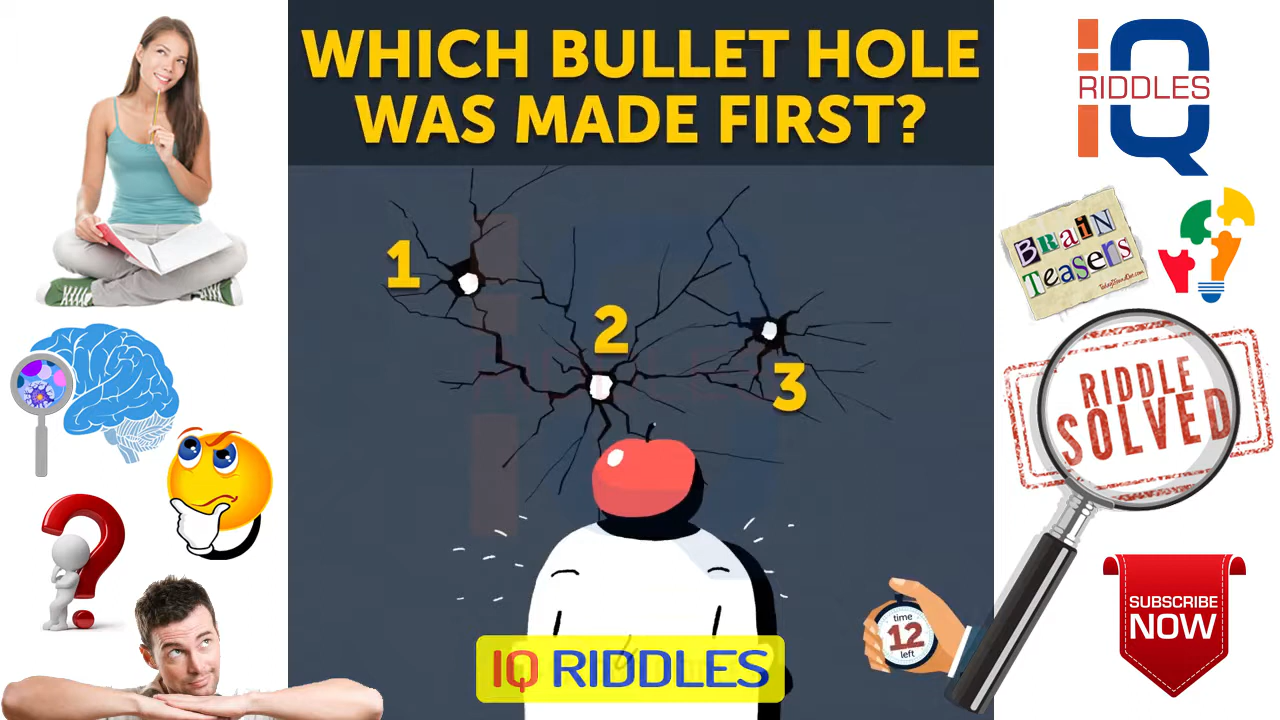 WHICH BULLET HOLE
WAS MADE FIRST?
1
2
3
IQ RIDDLES
IQ
RIDDLES
BRAiN
TEASERS
RIDDLE
SOLVED
time
12
left
SUBSCRIBE
NOW